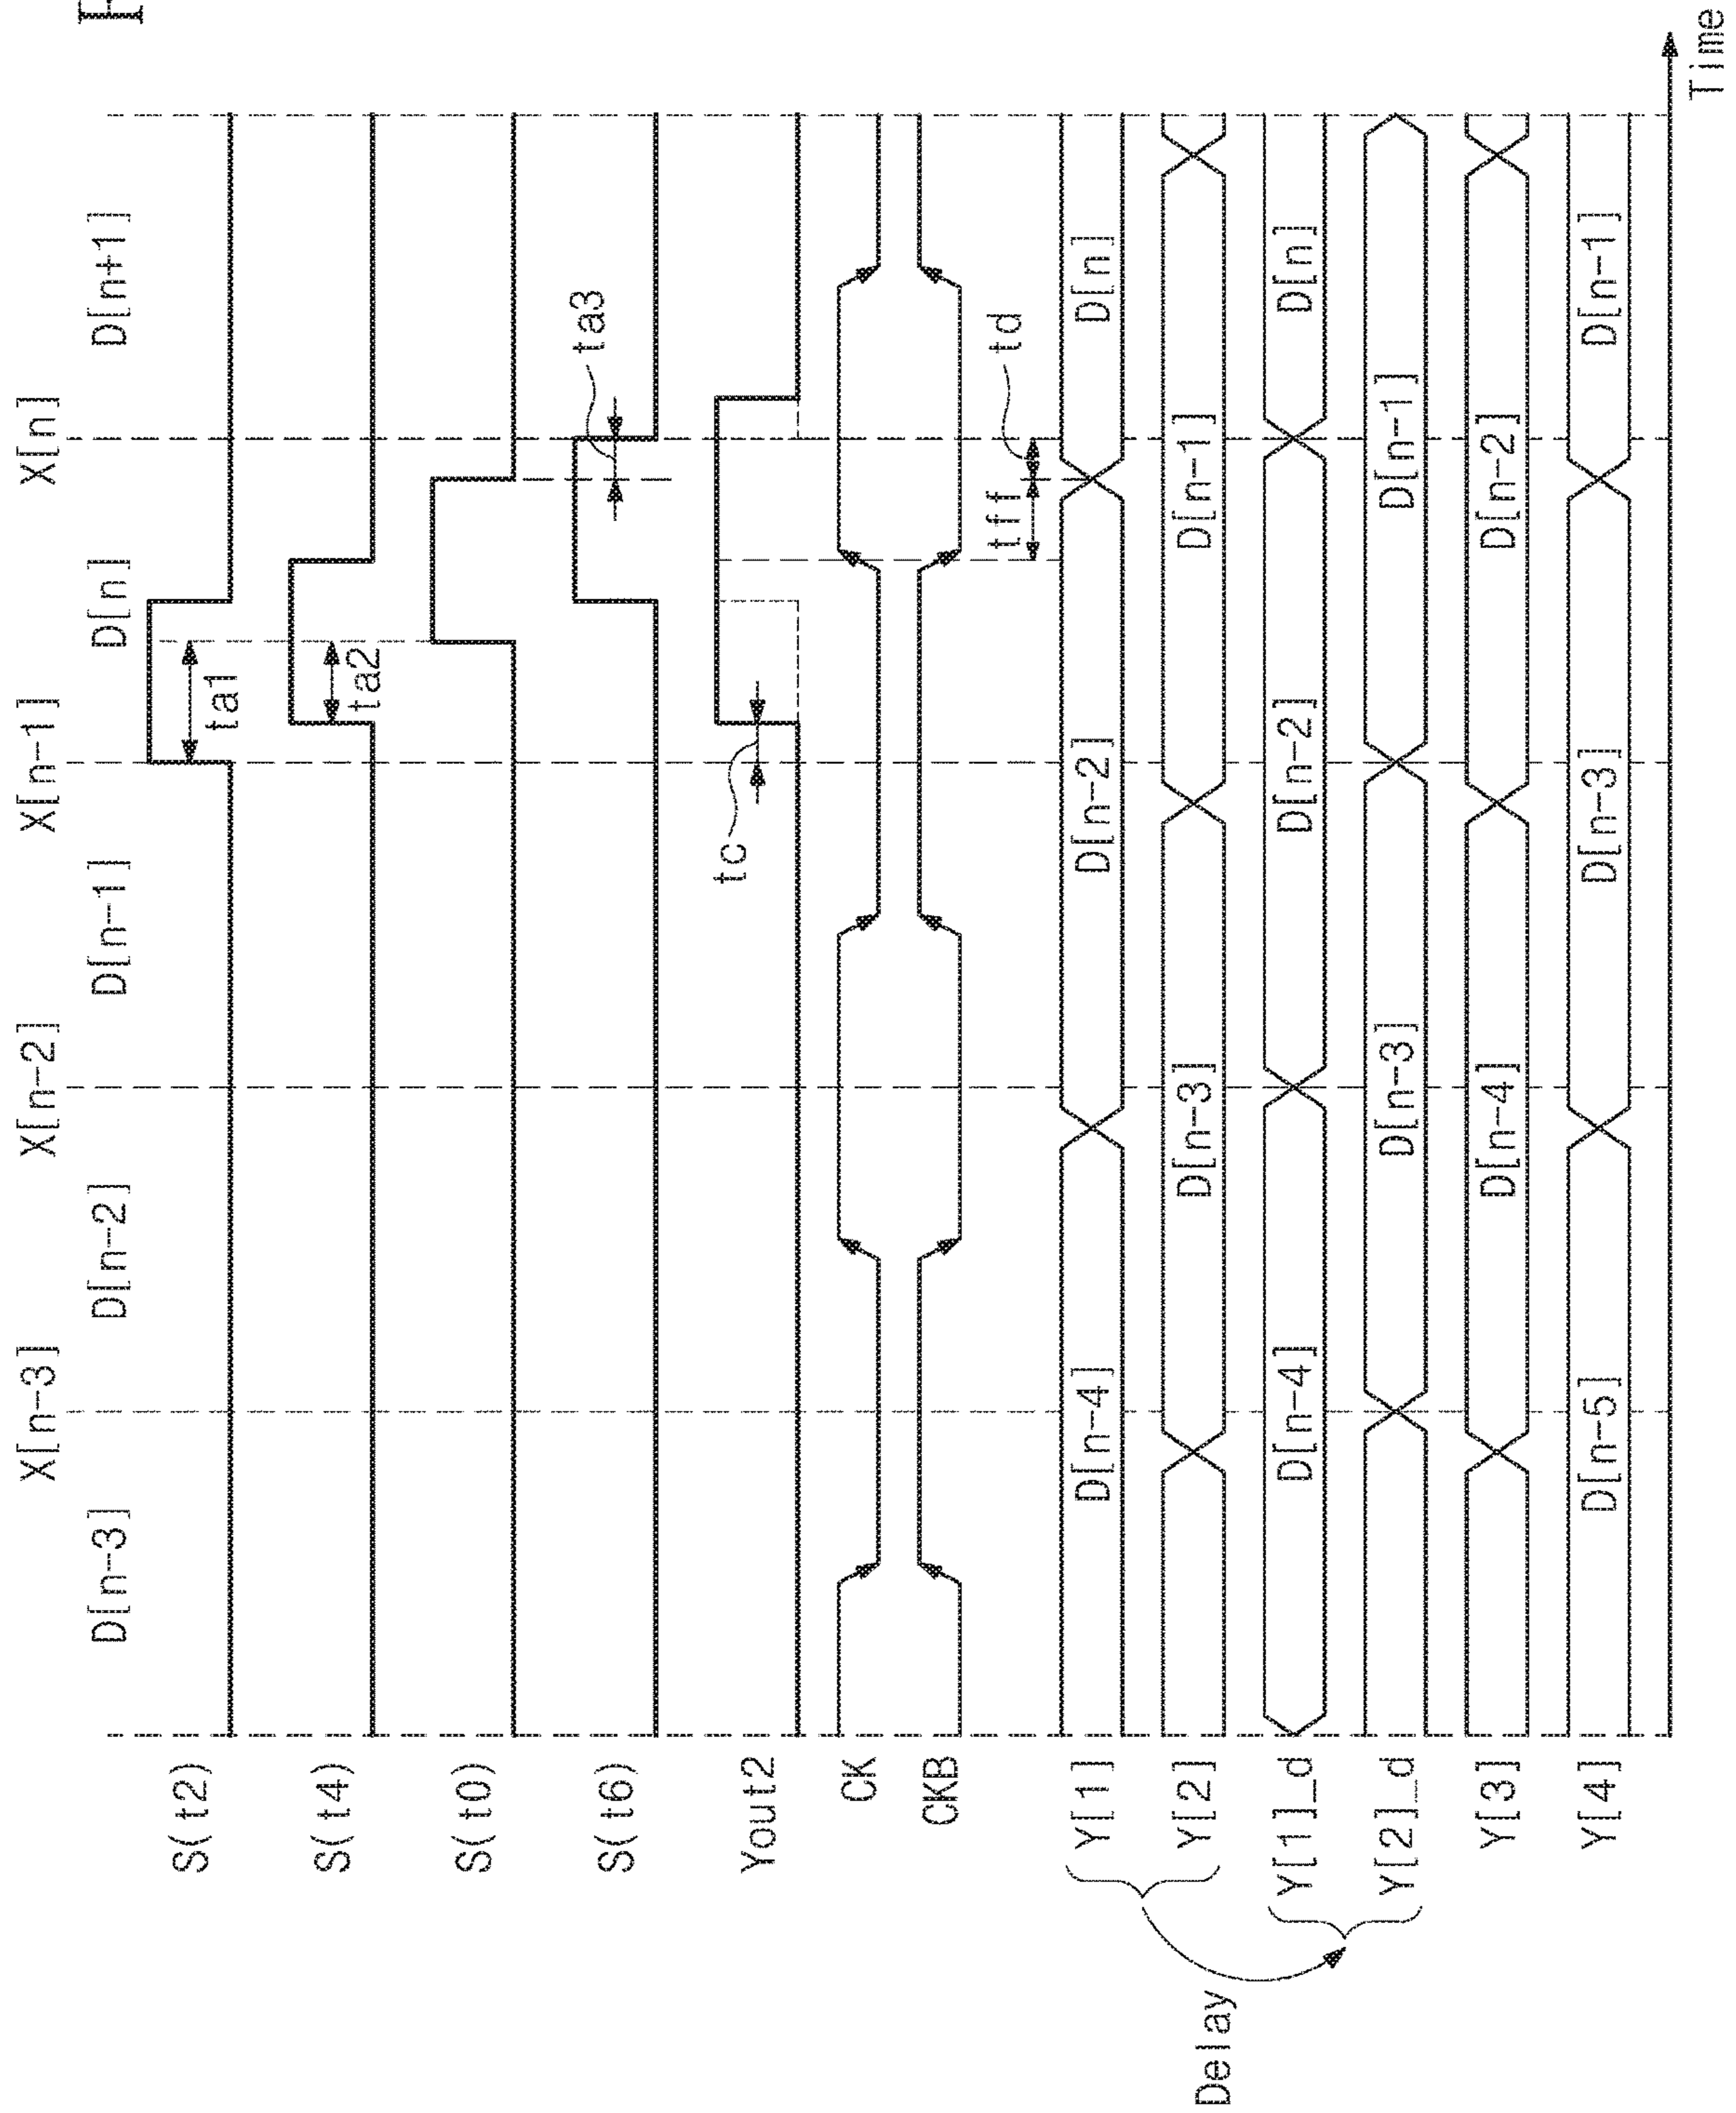 X[n-3] X[n-2] X[n-1] X[n]
D[n-3] D[n-2] D[n-1] D[n] D[n+1]
S(t2)
ta1
S(t4)
ta2
S(t0)
S(t6)
ta3
Yout2
tc
CK
CKB
tff td
Y[1] D[n-4] D[n-2] D[n]
Y[2] D[n-3] D[n-1]
Y[1]_d D[n-4] D[n-2] D[n]
Y[2]_d D[n-3] D[n-1]
Delay
Y[3] D[n-4] D[n-2]
Y[4] D[n-5] D[n-3] D[n-1]
Time